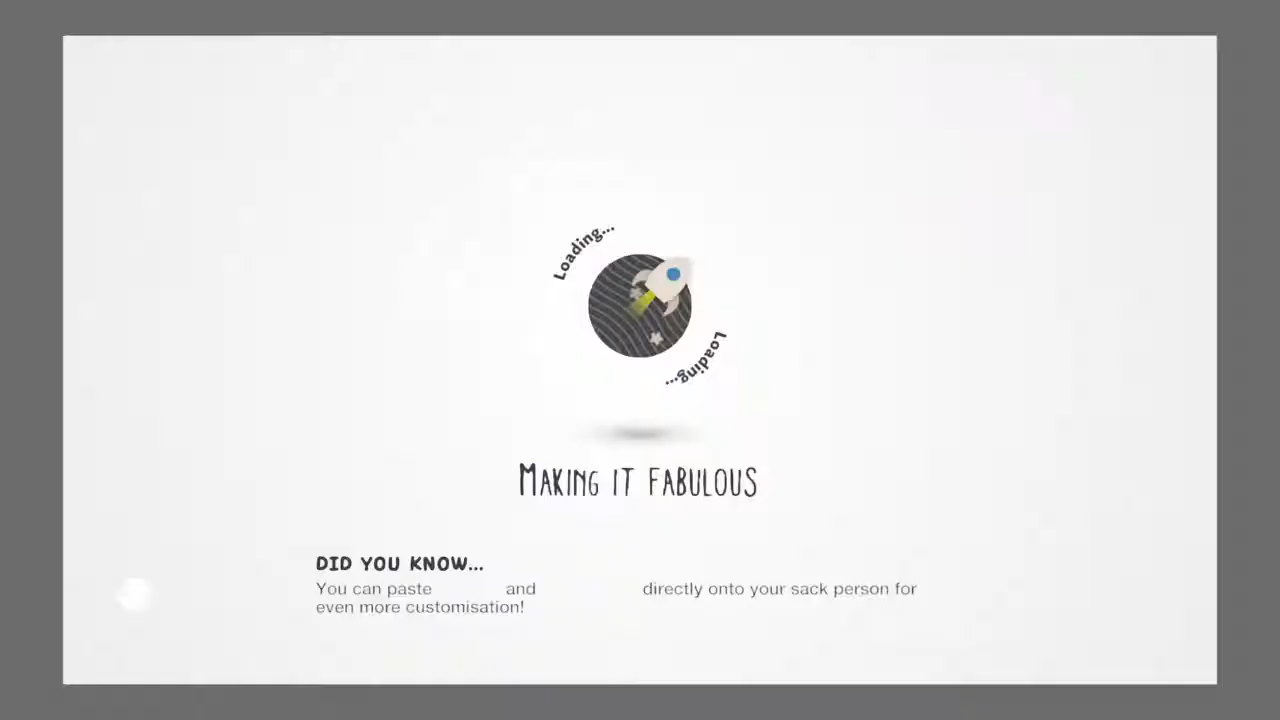 Loading...
Loading...
MAKING IT FABULOUS
DID YOU KNOW...
You can paste and directly onto your sack person for
even more customisation!